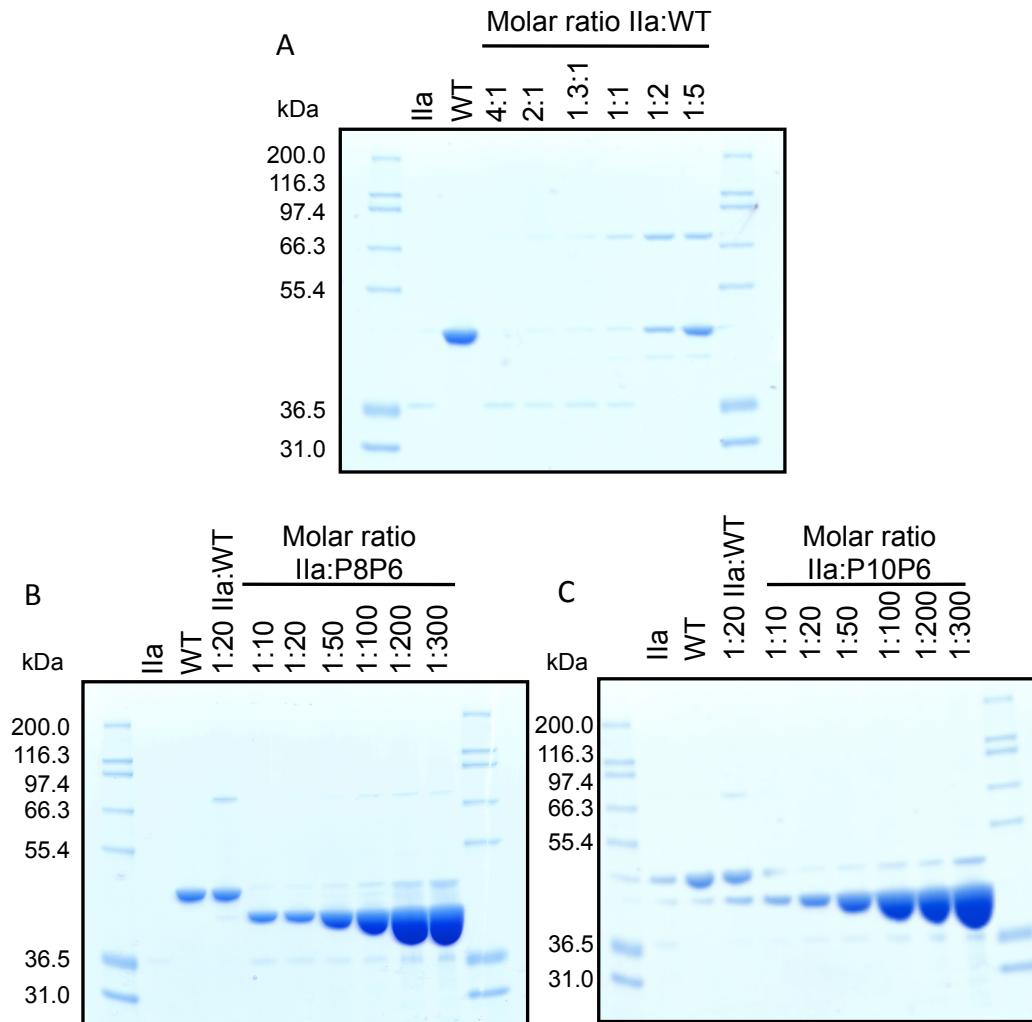 A
Molar ratio IIa:WT
kDa
IIa
WT
4:1
2:1
1.3:1
1:1
1:2
1:5
200.0
116.3
97.4
66.3
55.4
36.5
31.0
B
Molar ratio
IIa:P8P6
kDa
IIa
WT
1:20 IIa:WT
1:10
1:20
1:50
1:100
1:200
1:300
200.0
116.3
97.4
66.3
55.4
36.5
31.0
C
Molar ratio
IIa:P10P6
kDa
IIa
WT
1:20 IIa:WT
1:10
1:20
1:50
1:100
1:200
1:300
200.0
116.3
97.4
66.3
55.4
36.5
31.0